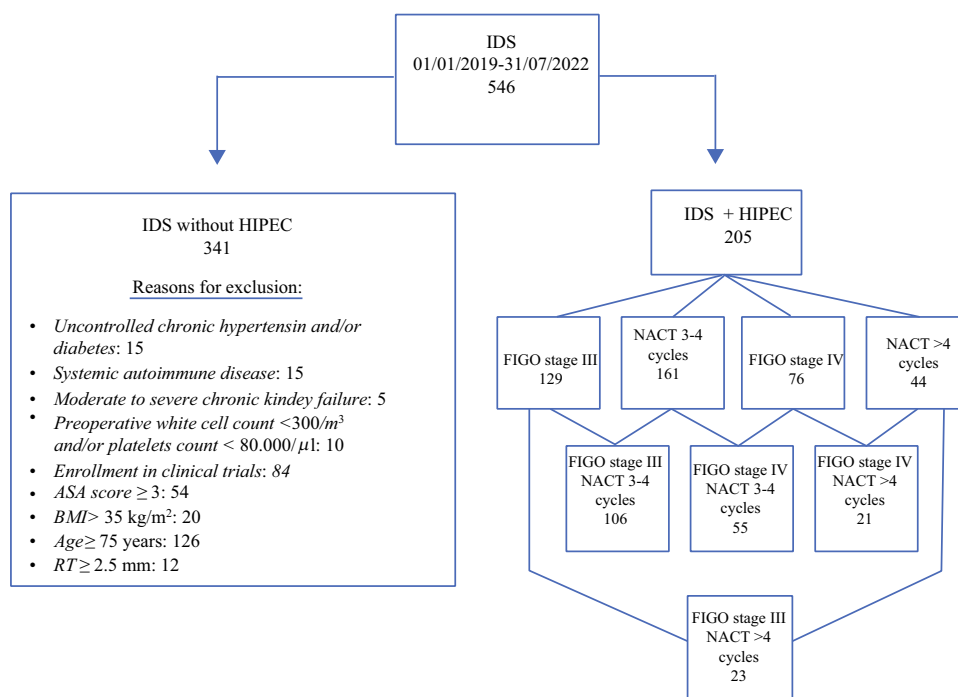 IDS
01/01/2019-31/07/2022
546
IDS without HIPEC
341
Reasons for exclusion:
• Uncontrolled chronic hypertensin and/or
diabetes: 15
• Systemic autoimmune disease: 15
• Moderate to severe chronic kindey failure: 5
• Preoperative white cell count <300/m³
and/or platelets count < 80.000/μl: 10
• Enrollment in clinical trials: 84
• ASA score ≥ 3: 54
• BMI> 35 kg/m²: 20
• Age≥ 75 years: 126
• RT ≥ 2.5 mm: 12
IDS + HIPEC
205
FIGO stage III
129
NACT 3-4
cycles
161
FIGO stage IV
76
NACT >4
cycles
44
FIGO stage III
NACT 3-4
cycles
106
FIGO stage IV
NACT 3-4
cycles
55
FIGO stage IV
NACT >4
cycles
21
FIGO stage III
NACT >4
cycles
23